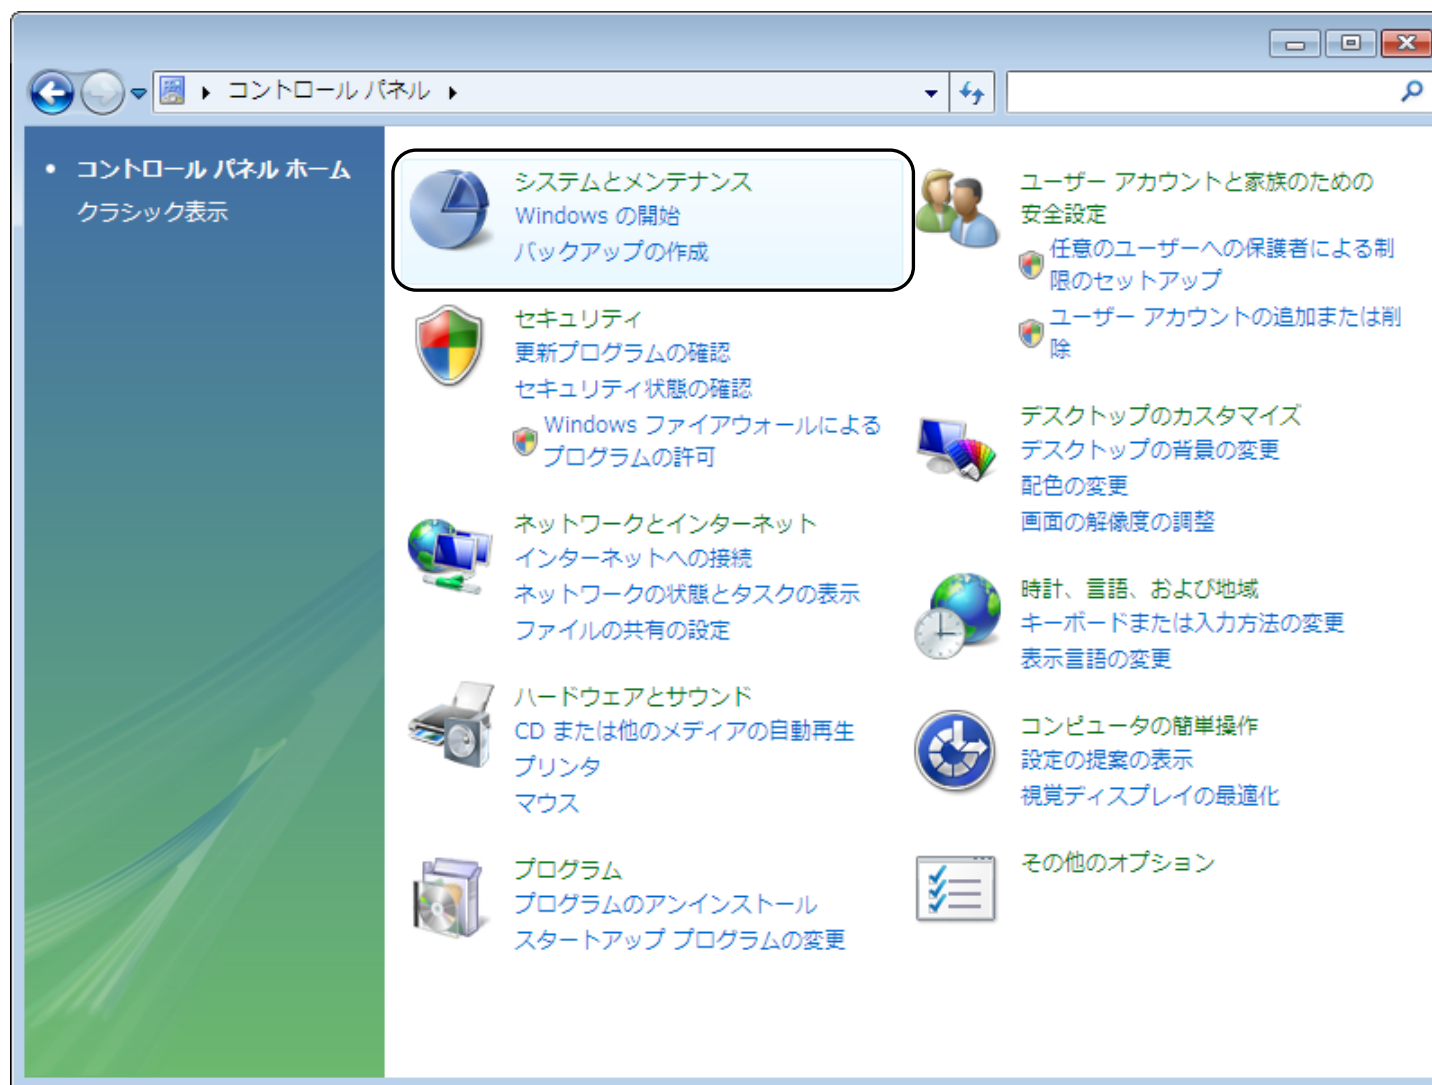 コントロール パネル
コントロール パネル ホーム
クラシック表示
システムとメンテナンス
Windows の開始
バックアップの作成
セキュリティ
更新プログラムの確認
セキュリティ状態の確認
Windows ファイアウォールによる
プログラムの許可
ネットワークとインターネット
インターネットへの接続
ネットワークの状態とタスクの表示
ファイルの共有の設定
ハードウェアとサウンド
CD または他のメディアの自動再生
プリンタ
マウス
プログラム
プログラムのアンインストール
スタートアップ プログラムの変更
ユーザー アカウントと家族のための
安全設定
任意のユーザーへの保護者による制
限のセットアップ
ユーザー アカウントの追加または削
除
デスクトップのカスタマイズ
デスクトップの背景の変更
配色の変更
画面の解像度の調整
時計、言語、および地域
キーボードまたは入力方法の変更
表示言語の変更
コンピュータの簡単操作
設定の提案の表示
視覚ディスプレイの最適化
その他のオプション